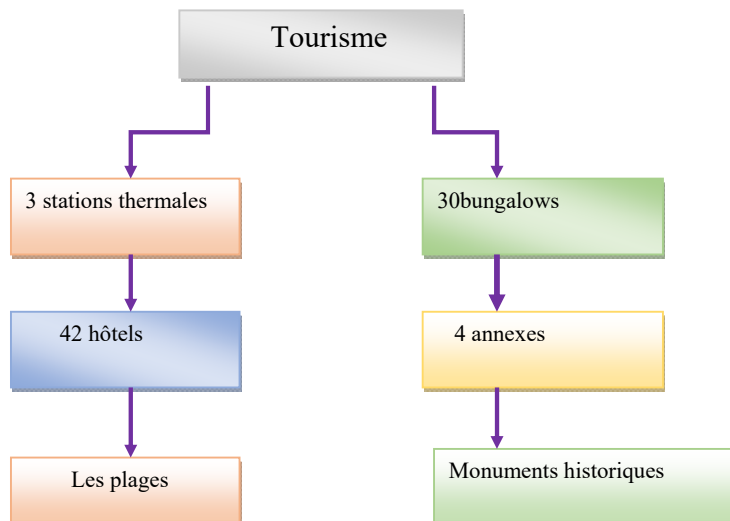 Tourisme
3 stations thermales
30bungalows
42 hôtels
4 annexes
Les plages
Monuments historiques